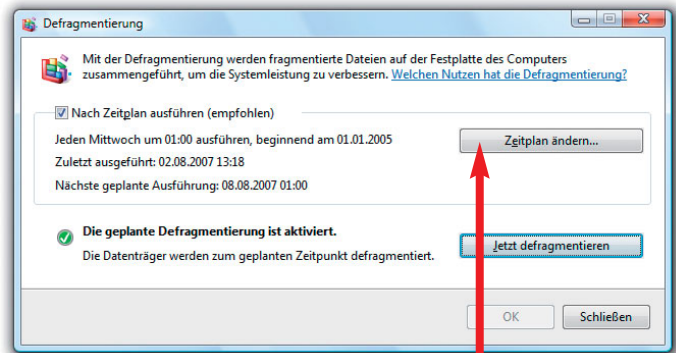 Defragmentierung
Mit der Defragmentierung werden fragmentierte Dateien auf der Festplatte des Computers
zusammengeführt, um die Systemleistung zu verbessern. Welchen Nutzen hat die Defragmentierung?
Nach Zeitplan ausführen (empfohlen)
Jeden Mittwoch um 01:00 ausführen, beginnend am 01.01.2005
Zeitplan ändern...
Zuletzt ausgeführt: 02.08.2007 13:18
Nächste geplante Ausführung: 08.08.2007 01:00
Die geplante Defragmentierung ist aktiviert.
Jetzt defragmentieren
Die Datenträger werden zum geplanten Zeitpunkt defragmentiert.
OK
Schließen